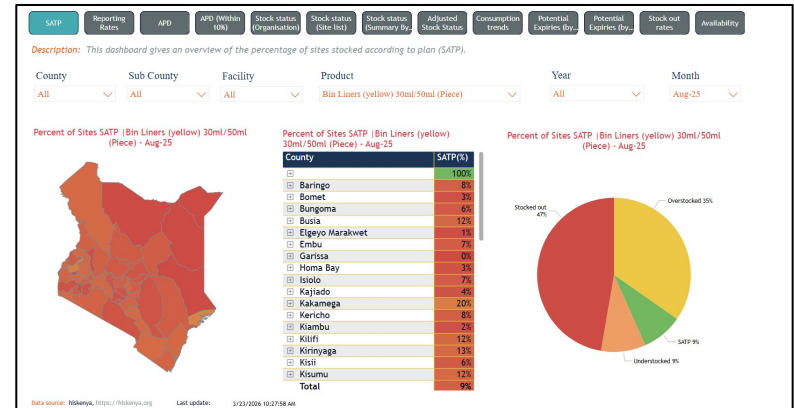 SATP
Reporting
Rates
APD
APD (Within
10%)
Stock status
(Organisation)
Stock status
(Site list)
Stock status
(Summary By..
Adjusted
Stock Status
Consumption
trends
Potential
Expiries (by...
Potential
Expiries (by...
Stock out
rates
Availability
Description: This dashboard gives an overview of the percentage of sites stocked according to plan (SATP).
County Sub County Facility Product Year Month
All All All Bin Liners (yellow) 30ml/50ml (Piece) All Aug-25
Percent of Sites SATP |Bin Liners (yellow) 30ml/50ml
(Piece) - Aug-25
Percent of Sites SATP |Bin Liners (yellow)
30ml/50ml (Piece) - Aug-25
County SATP(%)
100%
Baringo 8%
Bomet 3%
Bungoma 6%
Busia 12%
Elgeyo Marakwet 1%
Embu 7%
Garissa 0%
Homa Bay 3%
Isiolo 7%
Kajiado 4%
Kakamega 20%
Kericho 8%
Kiambu 2%
Kilifi 12%
Kirinyaga 13%
Kisii 6%
Kisumu 12%
Total 9%
Percent of Sites SATP |Bin Liners (yellow) 30ml/50ml
(Piece) - Aug-25
Stocked out
47%
Overstocked 35%
SATP 9%
Understocked 9%
Data source: hiskenya, https://hiskenya.org Last update: 3/23/2026 10:27:58 AM